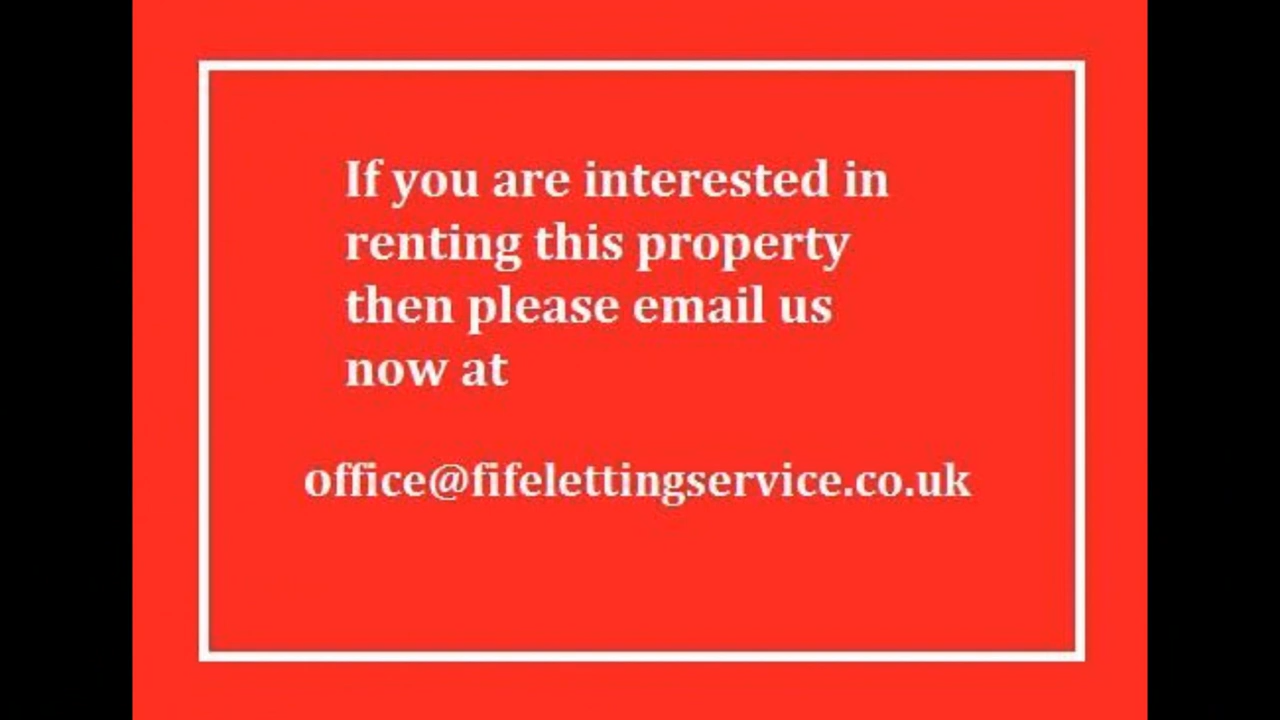 If you are interested in
renting this property
then please email us
now at
office@fifelettingservice.co.uk